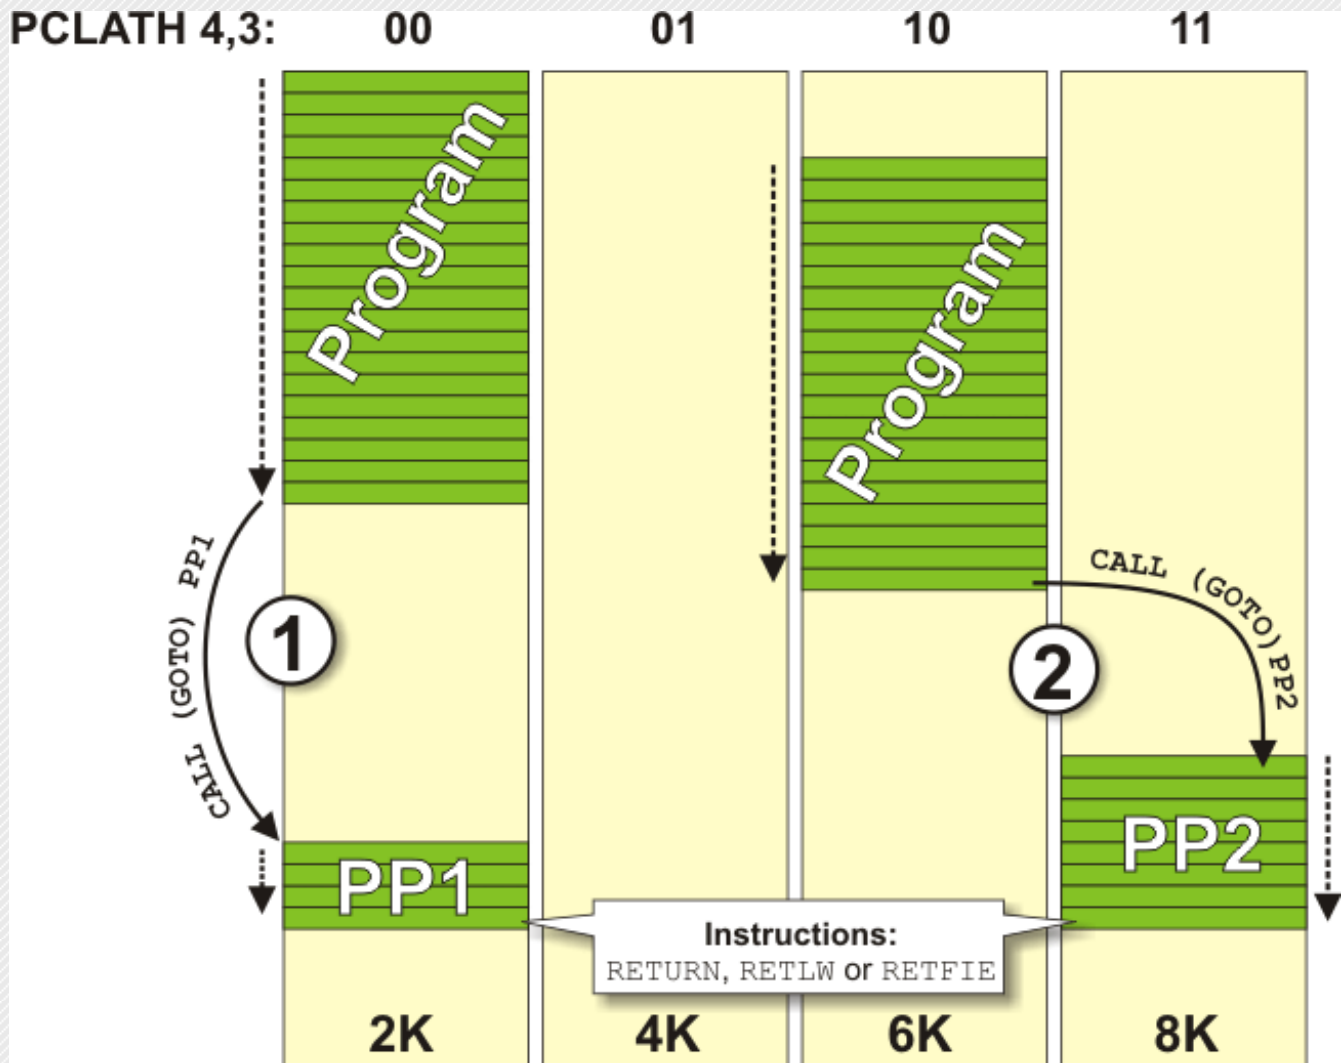 PCLATH 4,3: 00 01 10 11
Program
Program
CALL (GOTO) PP1
1
CALL (GOTO) PP2
2
PP1
PP2
Instructions:
RETURN, RETLW or RETFIE
2K 4K 6K 8K